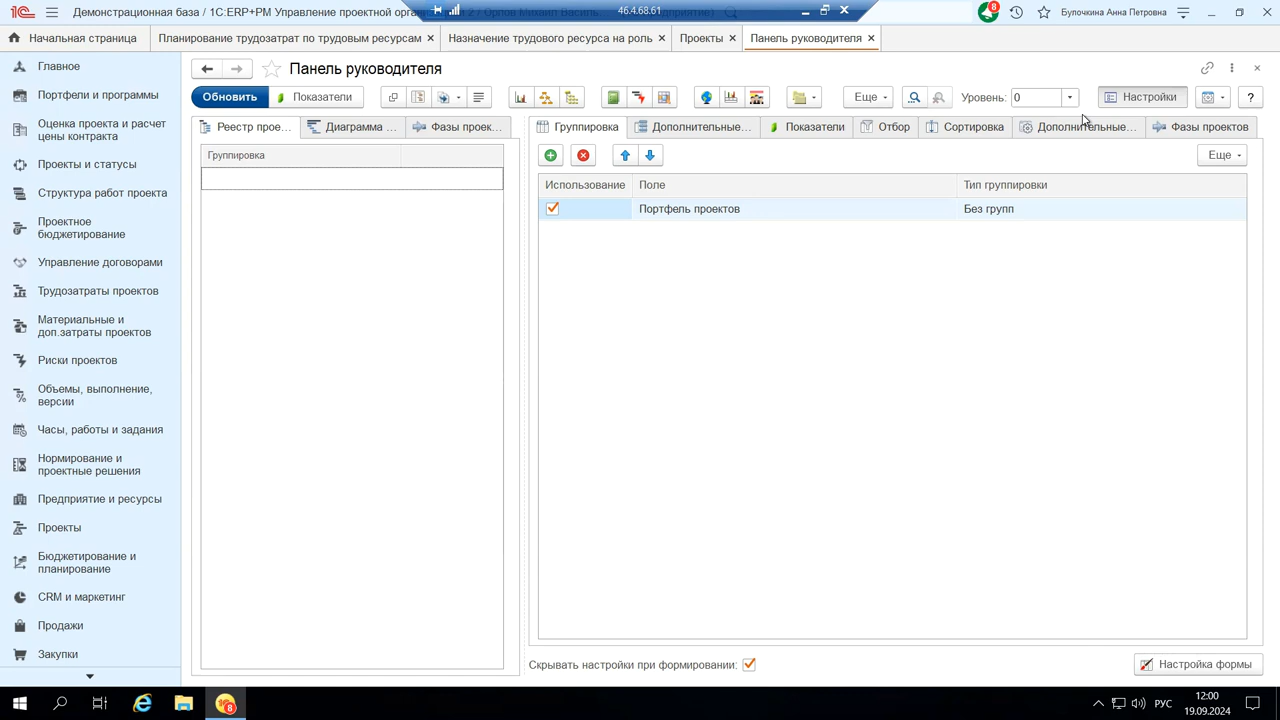 Демонстрационная база / 1С:ERP+PM Управление проектной орган
46.4.68.61
8
Булочкина Анна Петровна
Начальная страница
Планирование трудозатрат по трудовым ресурсам
Назначение трудового ресурса на роль
Проекты
Панель руководителя
Главное
Портфели и программы
Оценка проекта и расчет
цены контракта
Проекты и статусы
Структура работ проекта
Проектное
бюджетирование
Управление договорами
Трудозатраты проектов
Материальные и
доп.затраты проектов
Риски проектов
Объемы, выполнение,
версии
Часы, работы и задания
Нормирование и
проектные решения
Предприятие и ресурсы
Проекты
Бюджетирование и
планирование
CRM и маркетинг
Продажи
Закупки
Панель руководителя
Обновить
Показатели
Еще
Уровень:
0
Настройки
?
Реестр прое...
Диаграмма ...
Фазы проек...
Группировка
Группировка
Дополнительные...
Показатели
Отбор
Сортировка
Дополнительные...
Фазы проектов
Еще
Использование
Поле
Тип группировки
Портфель проектов
Без групп
Скрывать настройки при формировании:
Настройка формы
8
РУС
12:00
19.09.2024